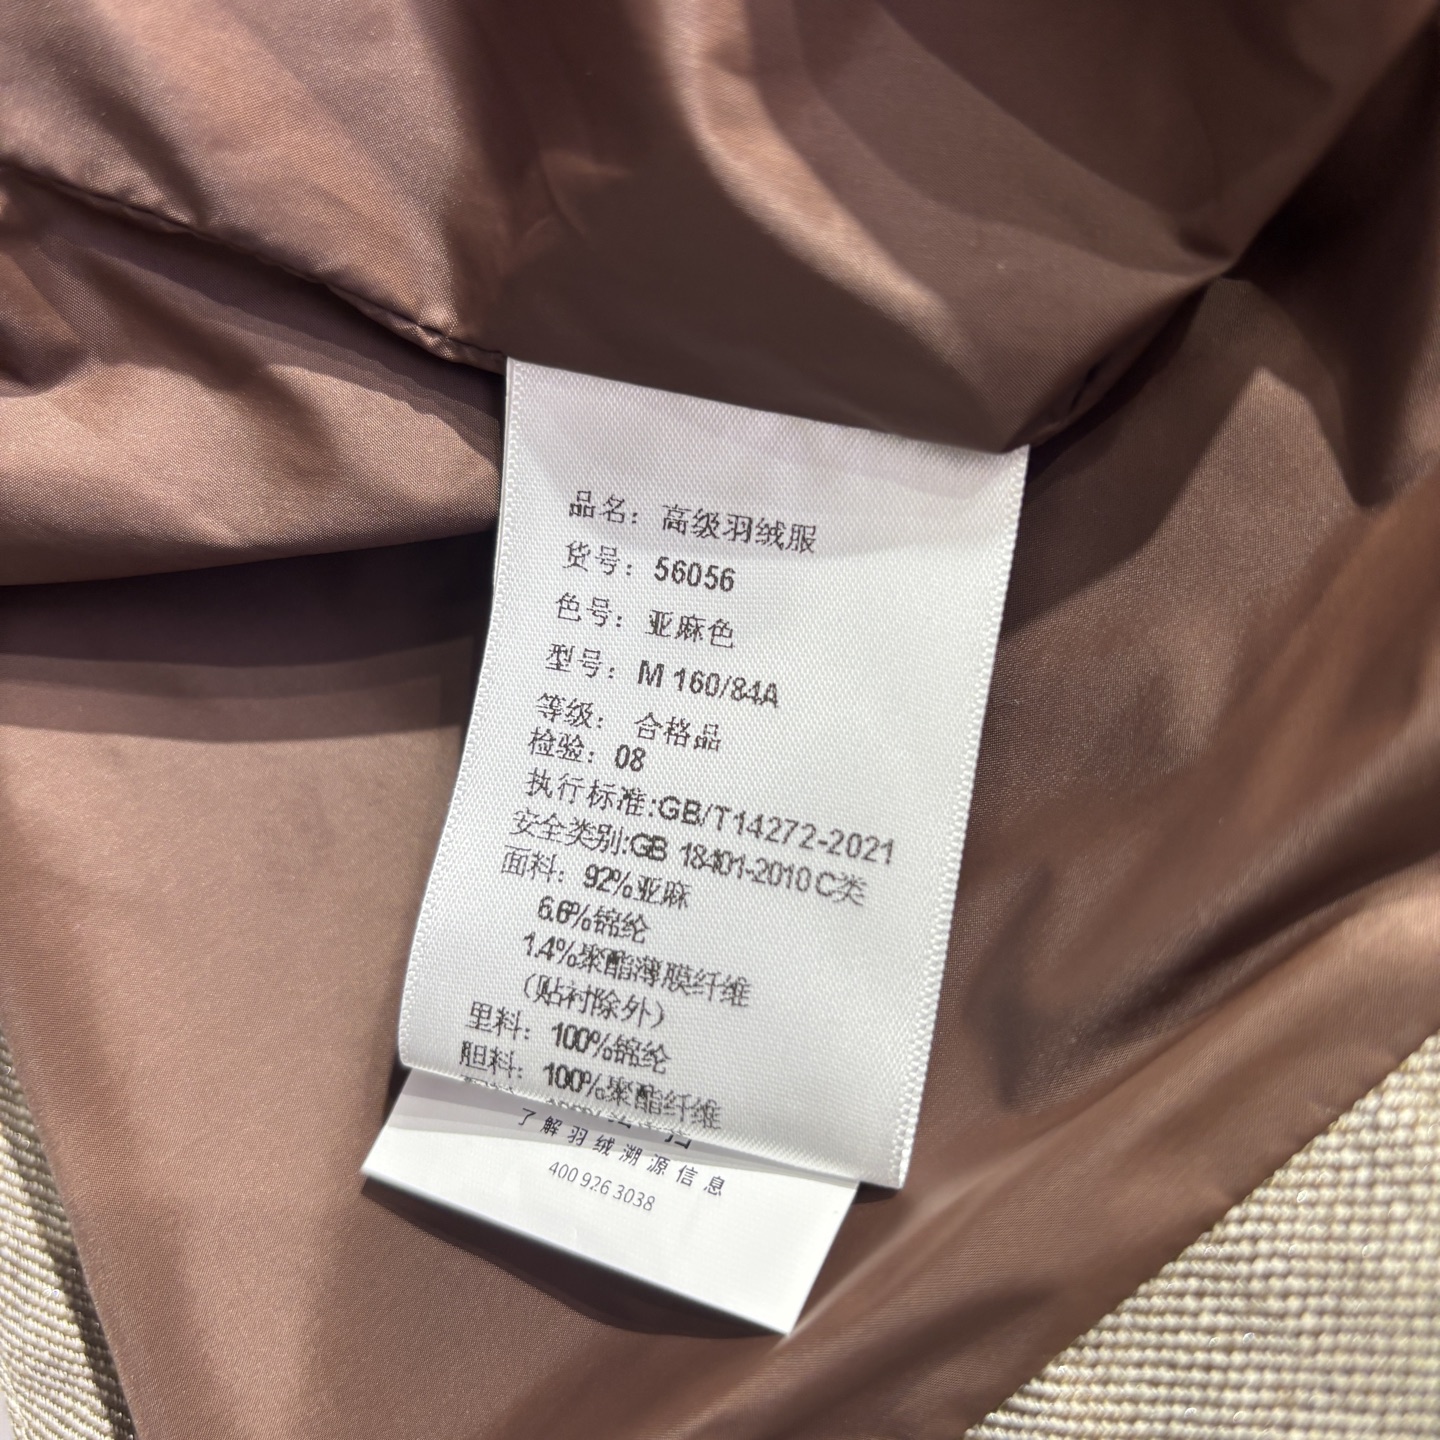 品名：高级羽绒服
货号：56056
色号：亚麻色
型号：M 160/84A
等级： 合格品
检验：08
执行标准:GB/T14272-2021
安全类别:GB 18401-2010 C类
面料：92%亚麻
6.6%锦纶
1.4%聚酯薄膜纤维
（贴衬除外）
里料：100%锦纶
胆料：100%聚酯纤维
了解羽绒溯源信息
400 926 3038